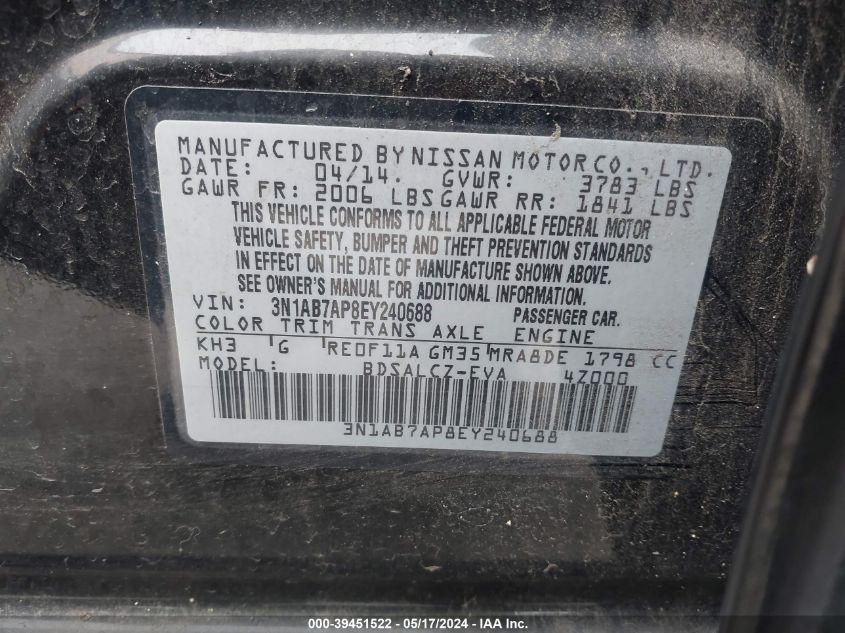 MANUFACTURED BY NISSAN MOTOR CO., LTD.
DATE: 04/14. GVWR: 3783 LBS
GAWR FR: 2006 LBS GAWR RR: 1841 LBS
THIS VEHICLE CONFORMS TO ALL APPLICABLE FEDERAL MOTOR
VEHICLE SAFETY, BUMPER AND THEFT PREVENTION STANDARDS
IN EFFECT ON THE DATE OF MANUFACTURE SHOWN ABOVE.
SEE OWNER'S MANUAL FOR ADDITIONAL INFORMATION.
VIN: 3N1AB7AP8EY240688 PASSENGER CAR.
COLOR TRIM TRANS AXLE ENGINE
KH3 G RE0F11A GM35 MRA8DE 1798 CC
MODEL: BDSALCZ-EVA 4Z000
3N1AB7AP8EY240688
000-39451522 - 05/17/2024 - IAAI.com